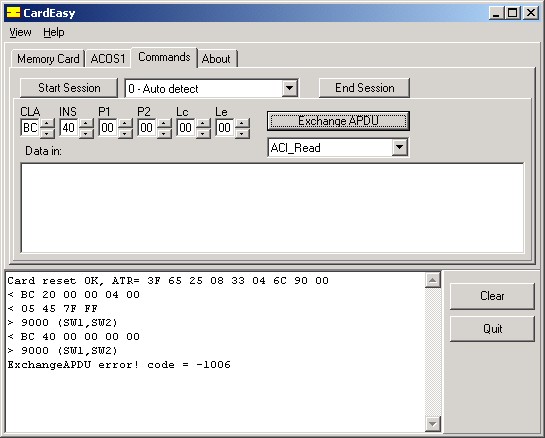 CardEasy
View Help
Memory Card ACOS1 Commands About
Start Session 0 - Auto detect End Session
CLA INS P1 P2 Lc Le
BC 40 00 00 00 00 Exchange APDU
Data in: ACI_Read
Card reset OK, ATR= 3F 65 25 08 33 04 6C 90 00
< BC 20 00 00 04 00
< 05 45 7F FF
> 9000 (SW1,SW2)
< BC 40 00 00 00 00
> 9000 (SW1,SW2)
ExchangeAPDU error! code = -1006
Clear
Quit